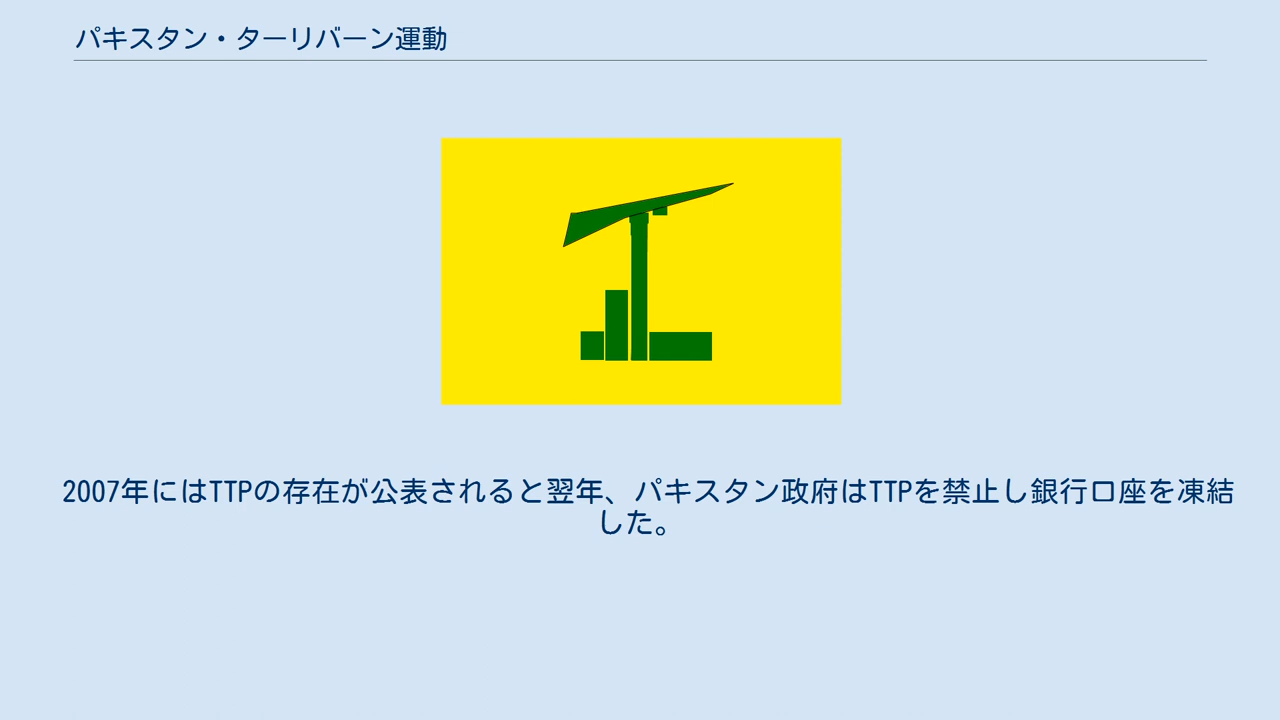 パキスタン・ターリバーン運動
2007年にはTTPの存在が公表されると翌年、パキスタン政府はTTPを禁止し銀行口座を凍結
した。